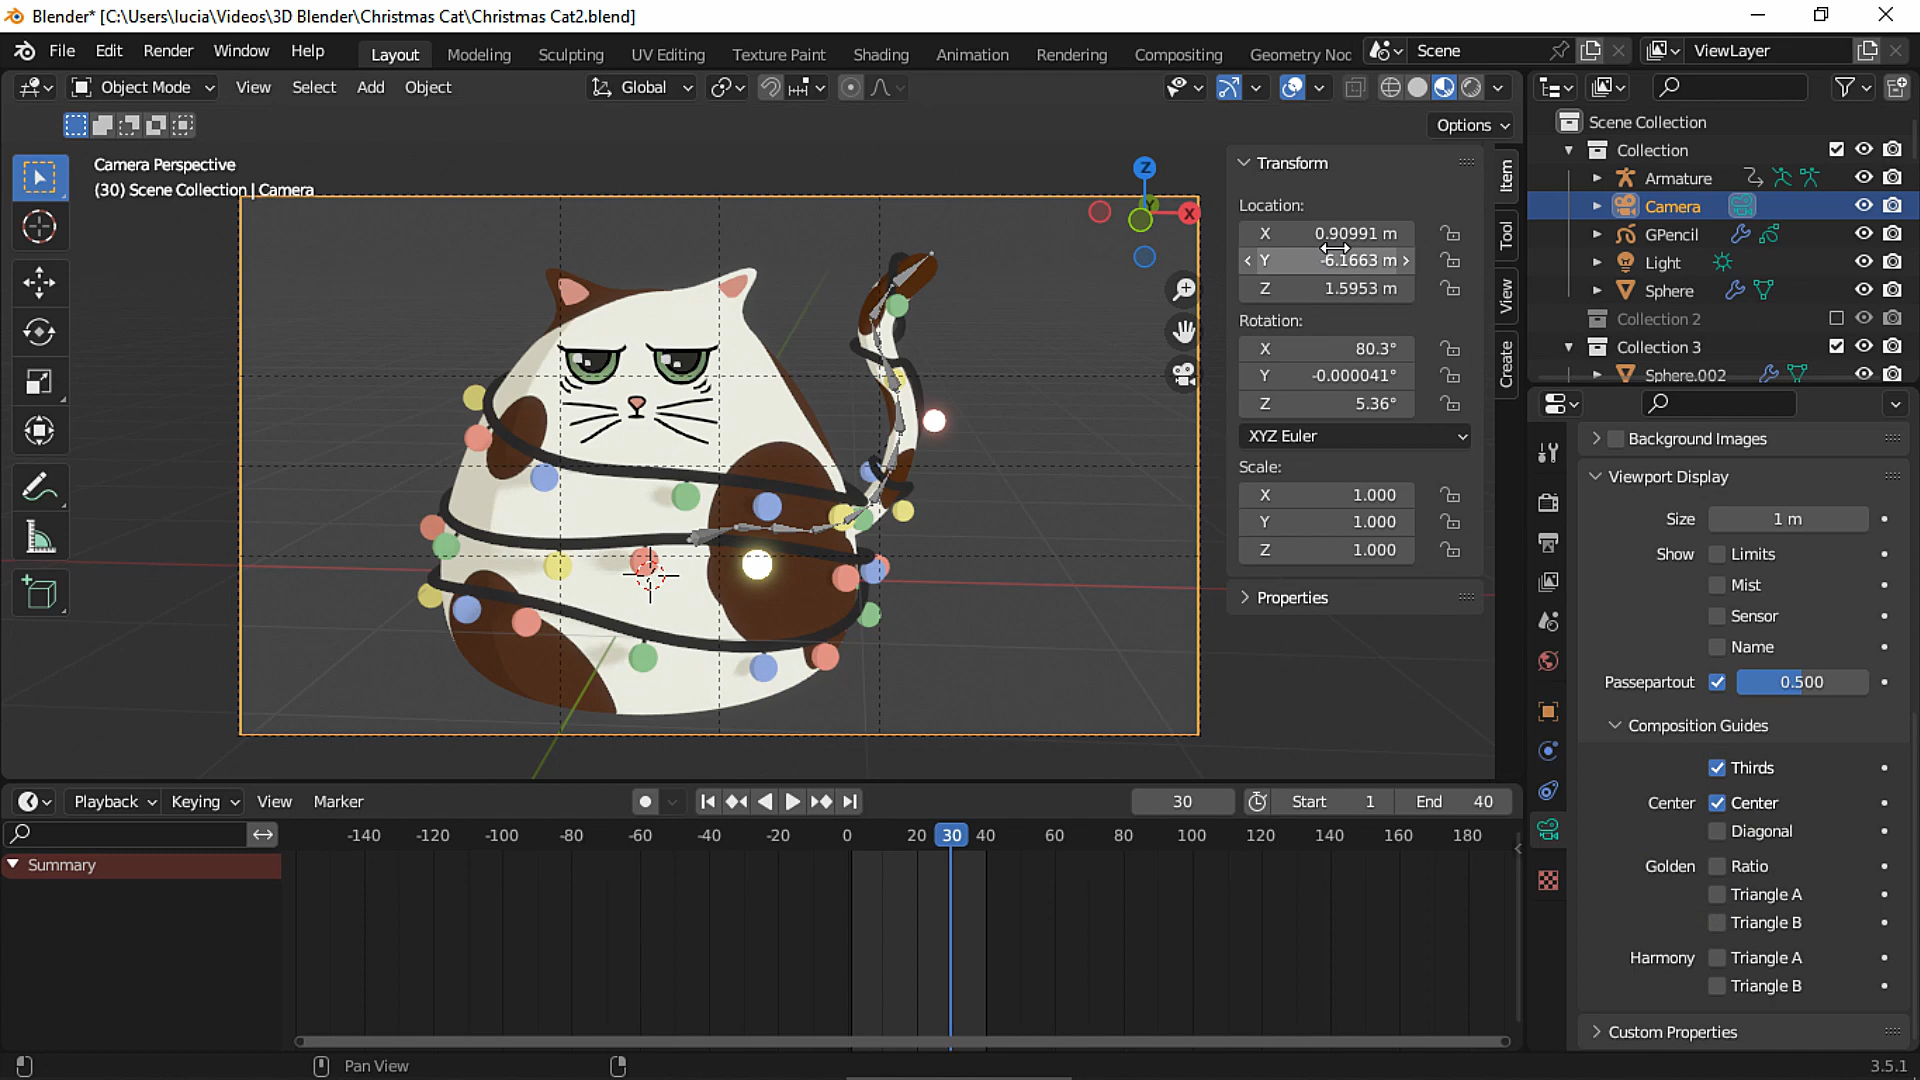 Blender* [C:\Users\lucia\Videos\3D Blender\Christmas Cat\Christmas Cat2.blend]
File Edit Render Window Help Layout Modeling Sculpting UV Editing Texture Paint Shading Animation Rendering Compositing Geometry Noc Scene ViewLayer
Object Mode View Select Add Object Global
Options
Camera Perspective
(30) Scene Collection | Camera
Z
Y
X
Transform
Location:
X 0.90991 m
Y -6.1663 m
Z 1.5953 m
Rotation:
X 80.3°
Y -0.000041°
Z 5.36°
XYZ Euler
Scale:
X 1.000
Y 1.000
Z 1.000
Properties
Item
Tool
View
Create
Scene Collection
Collection
Armature
Camera
GPencil
Light
Sphere
Collection 2
Collection 3
Sphere.002
Background Images
Viewport Display
Size 1 m
Show Limits
Mist
Sensor
Name
Passepartout 0.500
Composition Guides
Thirds
Center Center
Diagonal
Golden Ratio
Triangle A
Triangle B
Harmony Triangle A
Triangle B
Custom Properties
Playback Keying View Marker 30 Start 1 End 40
-140 -120 -100 -80 -60 -40 -20 0 20 30 40 60 80 100 120 140 160 180
Summary
Pan View
3.5.1